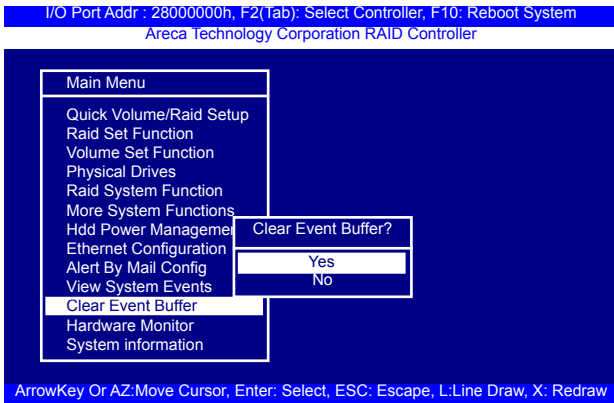 I/O Port Addr : 28000000h, F2(Tab): Select Controller, F10: Reboot System
Areca Technology Corporation RAID Controller
Main Menu
Quick Volume/Raid Setup
Raid Set Function
Volume Set Function
Physical Drives
Raid System Function
More System Functions
Hdd Power Managemen
Ethernet Configuration
Alert By Mail Config
View System Events
Clear Event Buffer
Hardware Monitor
System information
Clear Event Buffer?
Yes
No
ArrowKey Or AZ:Move Cursor, Enter: Select, ESC: Escape, L:Line Draw, X: Redraw